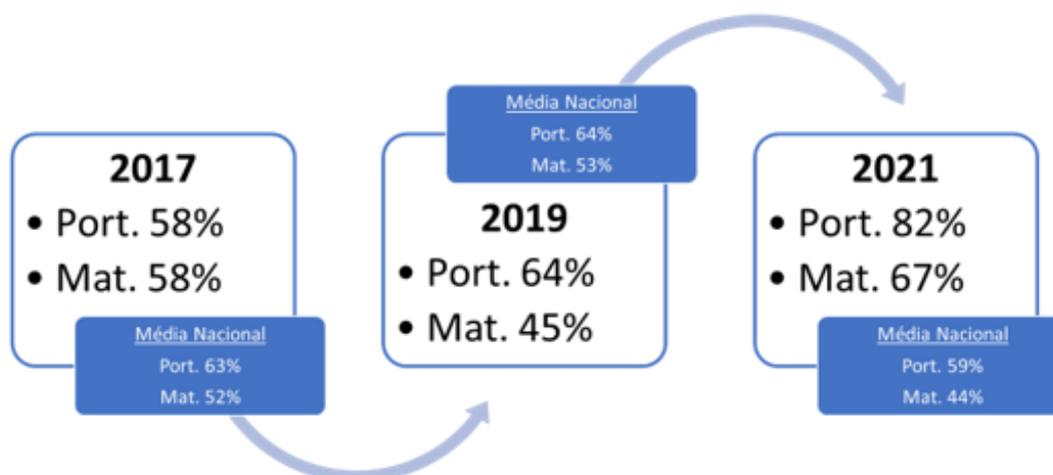 2017
• Port. 58%
• Mat. 58%
Média Nacional
Port. 63%
Mat. 52%
Média Nacional
Port. 64%
Mat. 53%
2019
• Port. 64%
• Mat. 45%
2021
• Port. 82%
• Mat. 67%
Média Nacional
Port. 59%
Mat. 44%